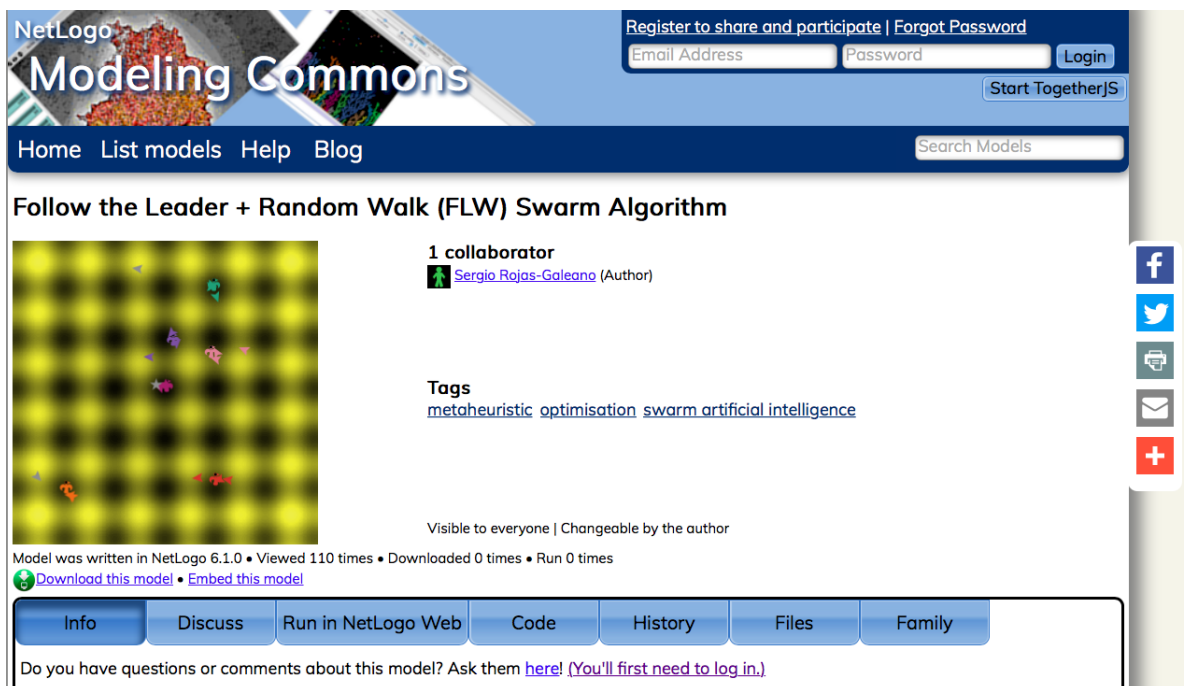 NetLogo
Modeling Commons
Register to share and participate | Forgot Password
Email Address Password Login
Start TogetherJS
Home List models Help Blog Search Models
Follow the Leader + Random Walk (FLW) Swarm Algorithm
1 collaborator
Sergio Rojas-Galeano (Author)
Tags
metaheuristic optimisation swarm artificial intelligence
Visible to everyone | Changeable by the author
Model was written in NetLogo 6.1.0 • Viewed 110 times • Downloaded 0 times • Run 0 times
Download this model • Embed this model
Info Discuss Run in NetLogo Web Code History Files Family
Do you have questions or comments about this model? Ask them here! (You'll first need to log in.)